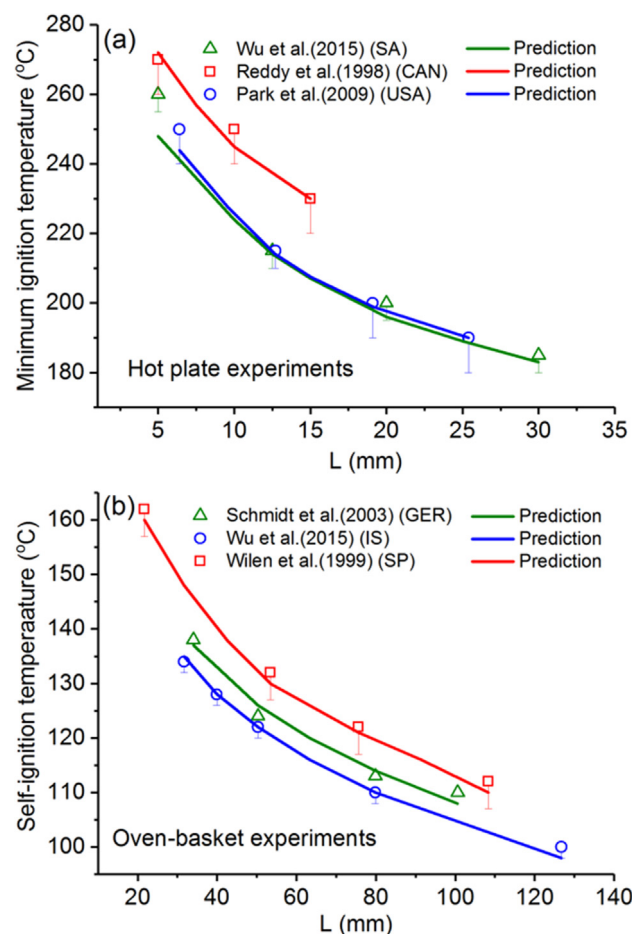 (a)
Wu et al.(2015) (SA) Prediction
Reddy et al.(1998) (CAN) Prediction
Park et al.(2009) (USA) Prediction
Minimum ignition temperature (°C)
280
260
240
220
200
180
Hot plate experiments
5 10 15 20 25 30 35
L (mm)
(b)
Schmidt et al.(2003) (GER) Prediction
Wu et al.(2015) (IS) Prediction
Wilen et al.(1999) (SP) Prediction
Self-ignition temperaature (°C)
160
150
140
130
120
110
100
Oven-basket experiments
20 40 60 80 100 120 140
L (mm)